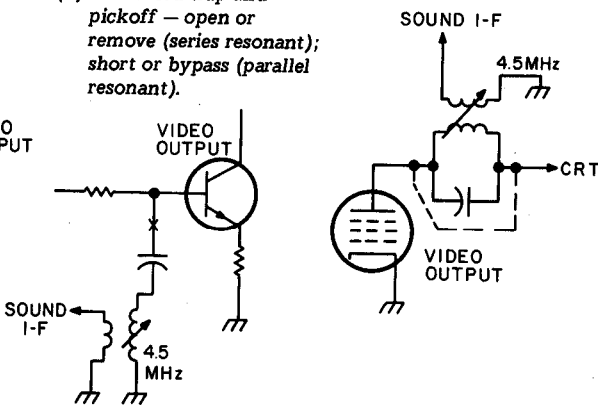 pickoff — open or
remove (series resonant);
short or bypass (parallel
resonant).
SOUND I-F
4.5MHz
VIDEO
OUTPUT
CRT
VIDEO
OUTPUT
SOUND
I-F
4.5
MHz